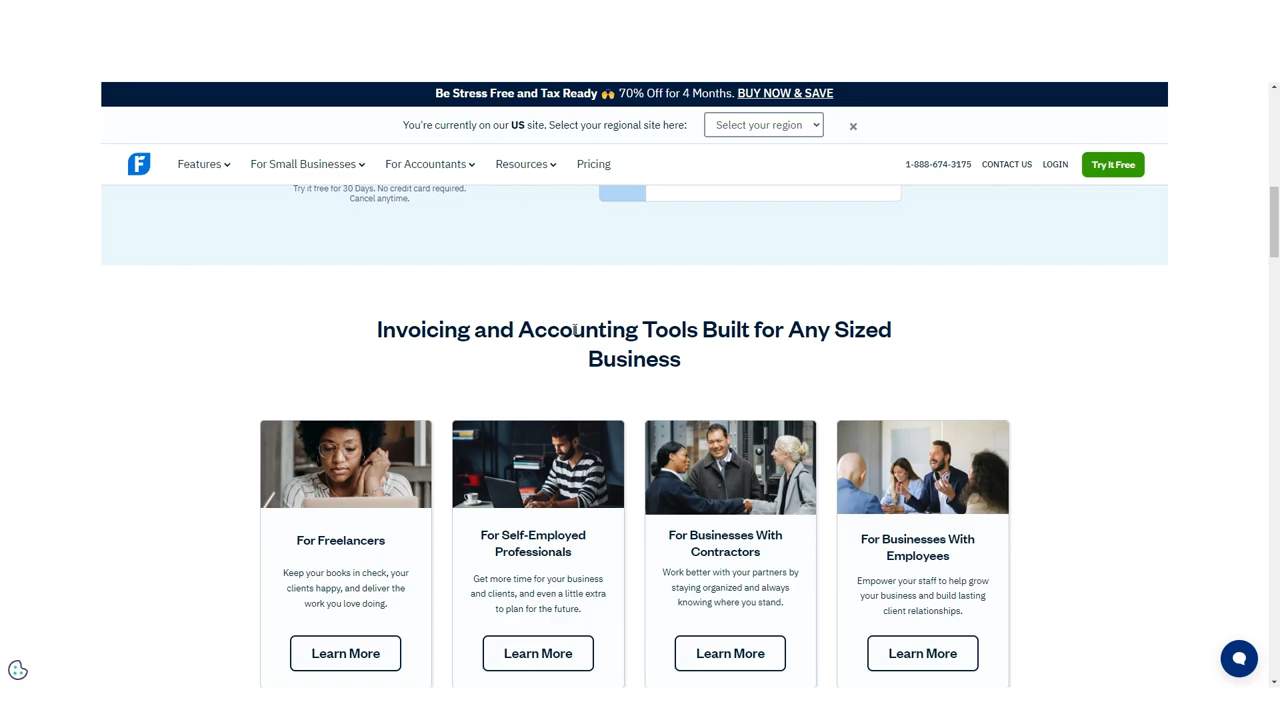 Be Stress Free and Tax Ready 🙌 70% Off for 4 Months. BUY NOW & SAVE
You're currently on our US site. Select your regional site here: Select your region ×
F Features For Small Businesses For Accountants Resources Pricing 1-888-674-3175 CONTACT US LOGIN Try It Free
Try it free for 30 Days. No credit card required.
Cancel anytime.
Invoicing and Accounting Tools Built for Any Sized
Business
For Freelancers
Keep your books in check, your
clients happy, and deliver the
work you love doing.
Learn More
For Self-Employed
Professionals
Get more time for your business
and clients, and even a little extra
to plan for the future.
Learn More
For Businesses With
Contractors
Work better with your partners by
staying organized and always
knowing where you stand.
Learn More
For Businesses With
Employees
Empower your staff to help grow
your business and build lasting
client relationships.
Learn More